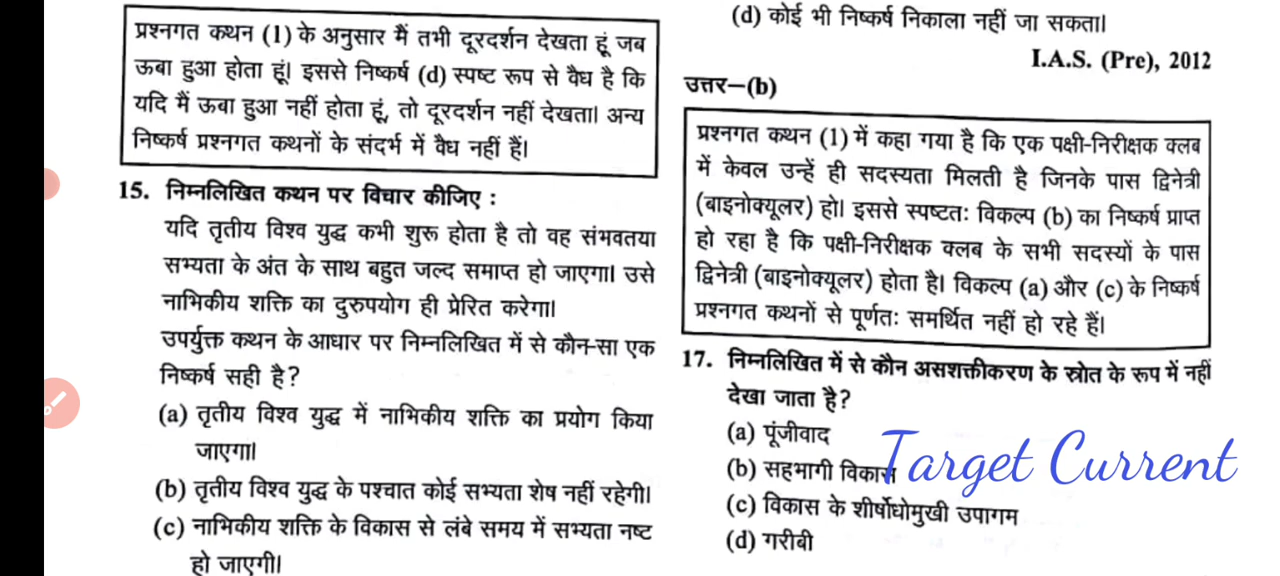 प्रश्नगत कथन (1) के अनुसार मैं तभी दूरदर्शन देखता हूं जब
ऊबा हुआ होता हूं। इससे निष्कर्ष (d) स्पष्ट रूप से वैध है कि
यदि मैं ऊबा हुआ नहीं होता हूं, तो दूरदर्शन नहीं देखता। अन्य
निष्कर्ष प्रश्नगत कथनों के संदर्भ में वैध नहीं हैं।
15. निम्नलिखित कथन पर विचार कीजिए :
यदि तृतीय विश्व युद्ध कभी शुरू होता है तो वह संभवतया
सभ्यता के अंत के साथ बहुत जल्द समाप्त हो जाएगा। उसे
नाभिकीय शक्ति का दुरुपयोग ही प्रेरित करेगा।
उपर्युक्त कथन के आधार पर निम्नलिखित में से कौन-सा एक
निष्कर्ष सही है?
(a) तृतीय विश्व युद्ध में नाभिकीय शक्ति का प्रयोग किया
जाएगा।
(b) तृतीय विश्व युद्ध के पश्चात कोई सभ्यता शेष नहीं रहेगी।
(c) नाभिकीय शक्ति के विकास से लंबे समय में सभ्यता नष्ट
हो जाएगी।
(d) कोई भी निष्कर्ष निकाला नहीं जा सकता।
I.A.S. (Pre), 2012
उत्तर–(b)
प्रश्नगत कथन (1) में कहा गया है कि एक पक्षी-निरीक्षक क्लब
में केवल उन्हें ही सदस्यता मिलती है जिनके पास द्विनेत्री
(बाइनोक्यूलर) हो। इससे स्पष्टतः विकल्प (b) का निष्कर्ष प्राप्त
हो रहा है कि पक्षी-निरीक्षक क्लब के सभी सदस्यों के पास
द्विनेत्री (बाइनोक्यूलर) होता है। विकल्प (a) और (c) के निष्कर्ष
प्रश्नगत कथनों से पूर्णतः समर्थित नहीं हो रहे हैं।
17. निम्नलिखित में से कौन असशक्तीकरण के स्रोत के रूप में नहीं
देखा जाता है?
(a) पूंजीवाद
(b) सहभागी विकास
(c) विकास के शीर्षोधोमुखी उपागम
(d) गरीबी
Target Current